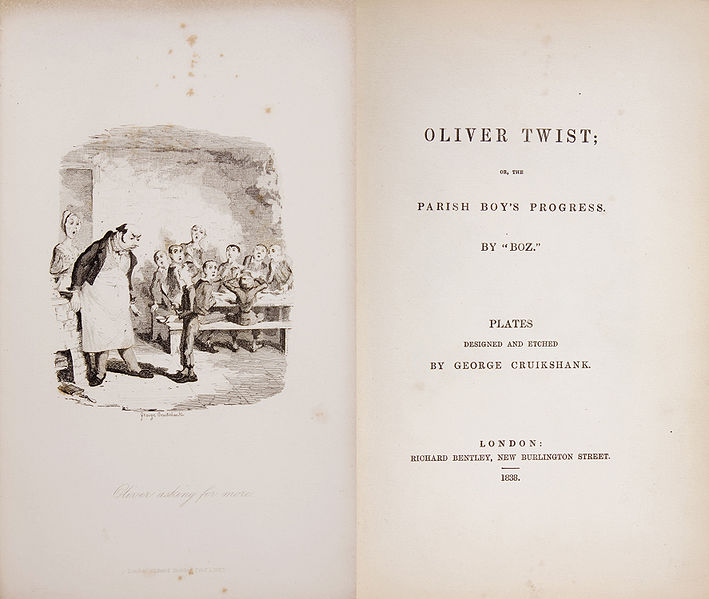 George Cruikshank
Oliver asking for more.
OLIVER TWIST;
OR, THE
PARISH BOY'S PROGRESS.
BY "BOZ."
PLATES
DESIGNED AND ETCHED
BY GEORGE CRUIKSHANK.
LONDON:
RICHARD BENTLEY, NEW BURLINGTON STREET.
1838.